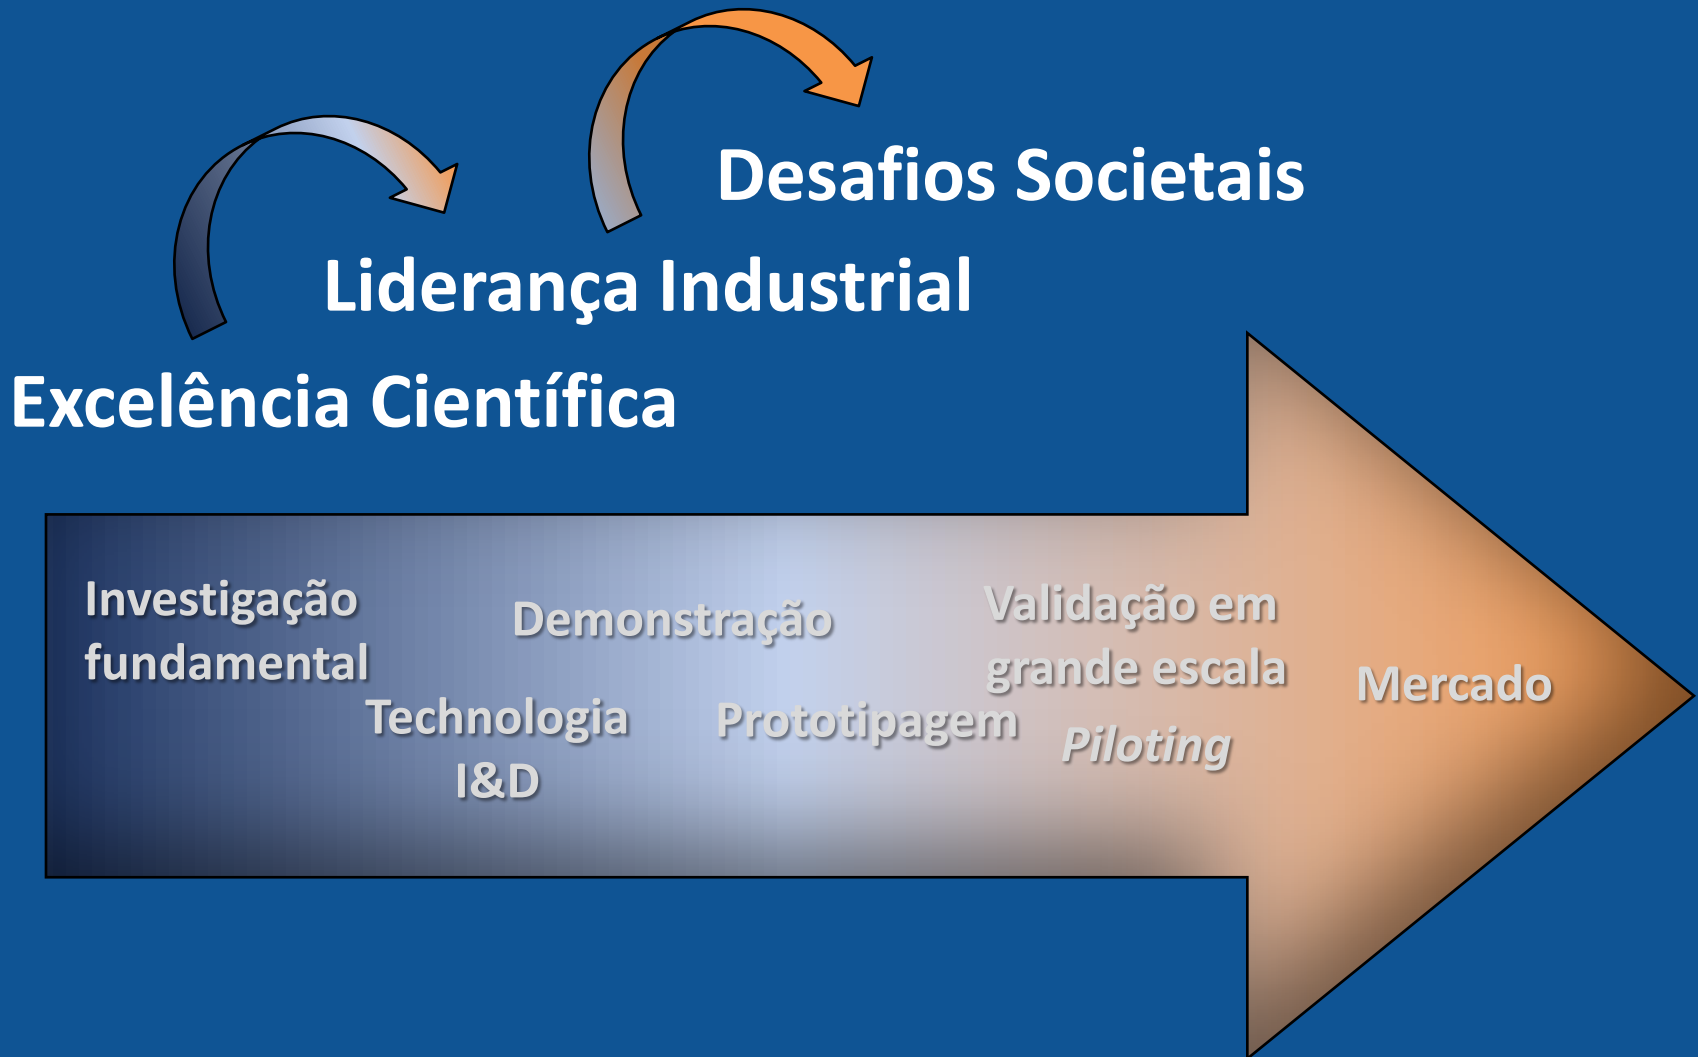 Desafios Societais
Liderança Industrial
Excelência Científica
Investigação
fundamental
Demonstração
Technologia
I&D
Prototipagem
Validação em
grande escala
Piloting
Mercado